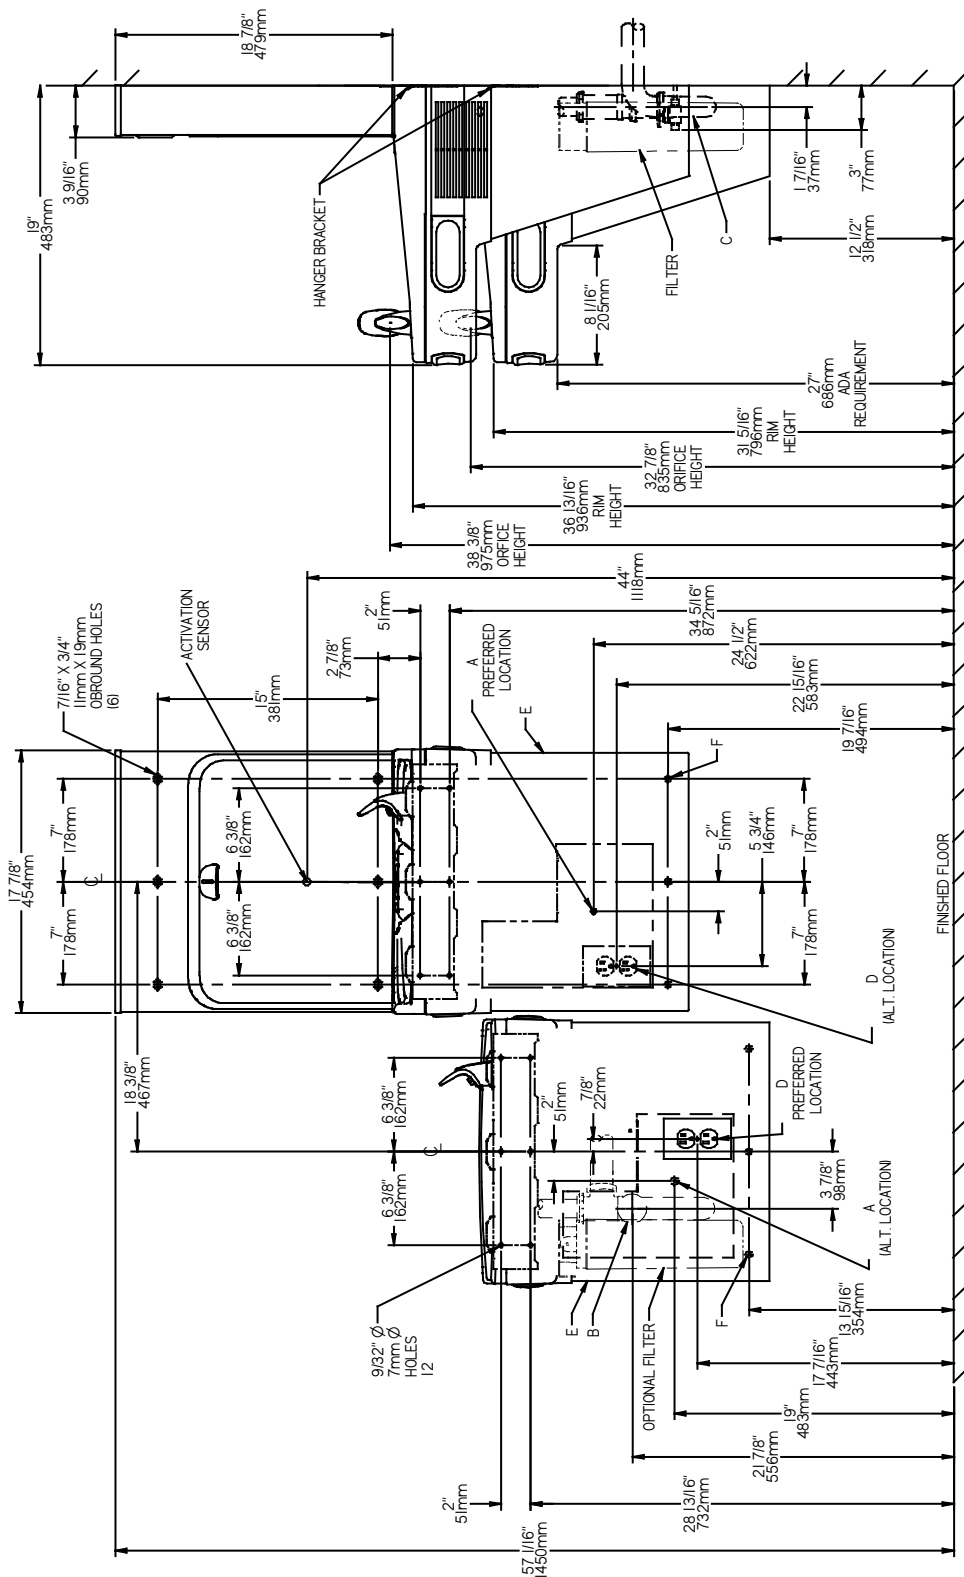 18 7/8"
479mm
19"
483mm
3 9/16"
90mm
HANGER BRACKET
FILTER
C
1 7/16"
37mm
3"
77mm
12 1/2"
318mm
8 1/16"
205mm
27"
686mm
ADA
REQUIREMENT
31 5/16"
796mm
RIM
HEIGHT
32 7/8"
835mm
ORIFICE
HEIGHT
36 13/16"
936mm
RIM
HEIGHT
38 3/8"
975mm
ORIFICE
HEIGHT
44"
1118mm
7/16" X 3/4"
11mm X 19mm
OBROUND HOLES
(6)
ACTIVATION
SENSOR
15"
381mm
2 7/8"
73mm
2"
51mm
A
PREFERRED
LOCATION
E
34 5/16"
872mm
24 1/2"
622mm
22 15/16"
583mm
19 7/16"
494mm
F
17 7/8"
454mm
7"
178mm
7"
178mm
CL
6 3/8"
162mm
6 3/8"
162mm
2"
51mm
5 3/4"
146mm
7"
178mm
7"
178mm
D
(ALT. LOCATION)
FINISHED FLOOR
18 3/8"
467mm
6 3/8"
162mm
6 3/8"
162mm
CL
2"
51mm
7/8"
22mm
D
PREFERRED
LOCATION
3 7/8"
98mm
A
(ALT. LOCATION)
9/32" Ø
7mm Ø
HOLES
12
E
B
OPTIONAL FILTER
F
13 15/16"
354mm
17 7/16"
443mm
19"
483mm
21 7/8"
556mm
28 13/16"
732mm
2"
51mm
57 1/16"
1450mm